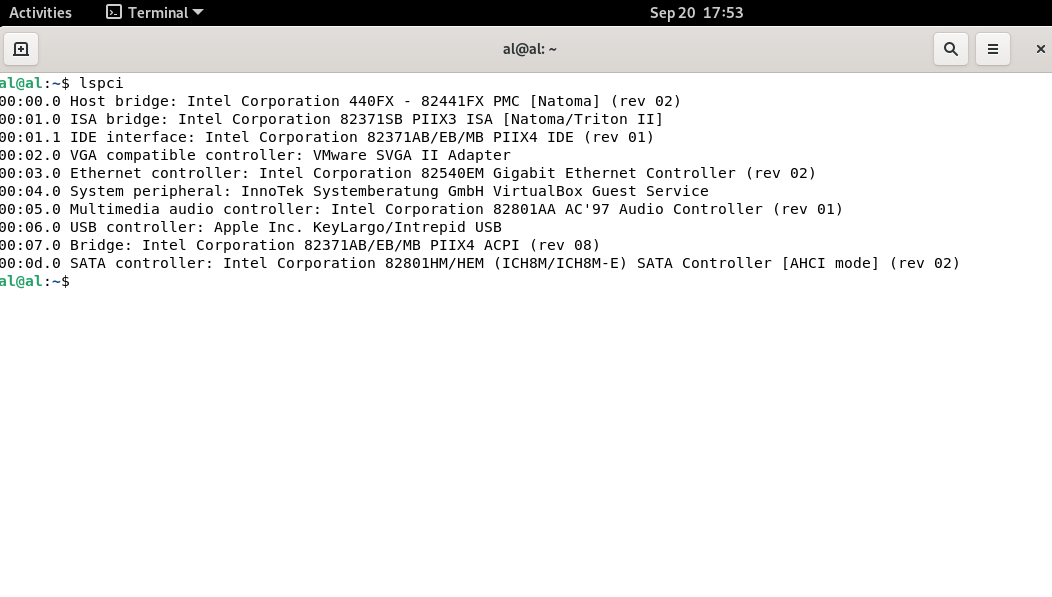 Activities Terminal Sep 20 17:53
al@al: ~
al@al:~$ lspci
00:00.0 Host bridge: Intel Corporation 440FX - 82441FX PMC [Natoma] (rev 02)
00:01.0 ISA bridge: Intel Corporation 82371SB PIIX3 ISA [Natoma/Triton II]
00:01.1 IDE interface: Intel Corporation 82371AB/EB/MB PIIX4 IDE (rev 01)
00:02.0 VGA compatible controller: VMware SVGA II Adapter
00:03.0 Ethernet controller: Intel Corporation 82540EM Gigabit Ethernet Controller (rev 02)
00:04.0 System peripheral: InnoTek Systemberatung GmbH VirtualBox Guest Service
00:05.0 Multimedia audio controller: Intel Corporation 82801AA AC'97 Audio Controller (rev 01)
00:06.0 USB controller: Apple Inc. KeyLargo/Intrepid USB
00:07.0 Bridge: Intel Corporation 82371AB/EB/MB PIIX4 ACPI (rev 08)
00:0d.0 SATA controller: Intel Corporation 82801HM/HEM (ICH8M/ICH8M-E) SATA Controller [AHCI mode] (rev 02)
al@al:~$